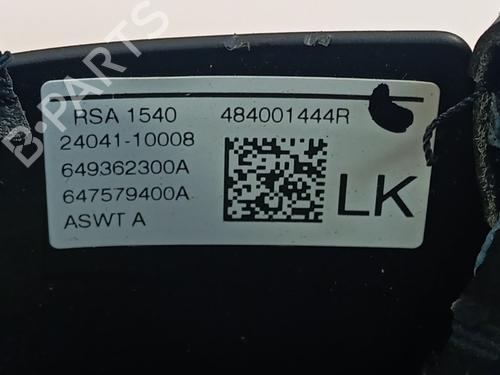 RSA 1540 484001444R
24041-10008
649362300A
647579400A
ASWT A
LK
B-PARTS